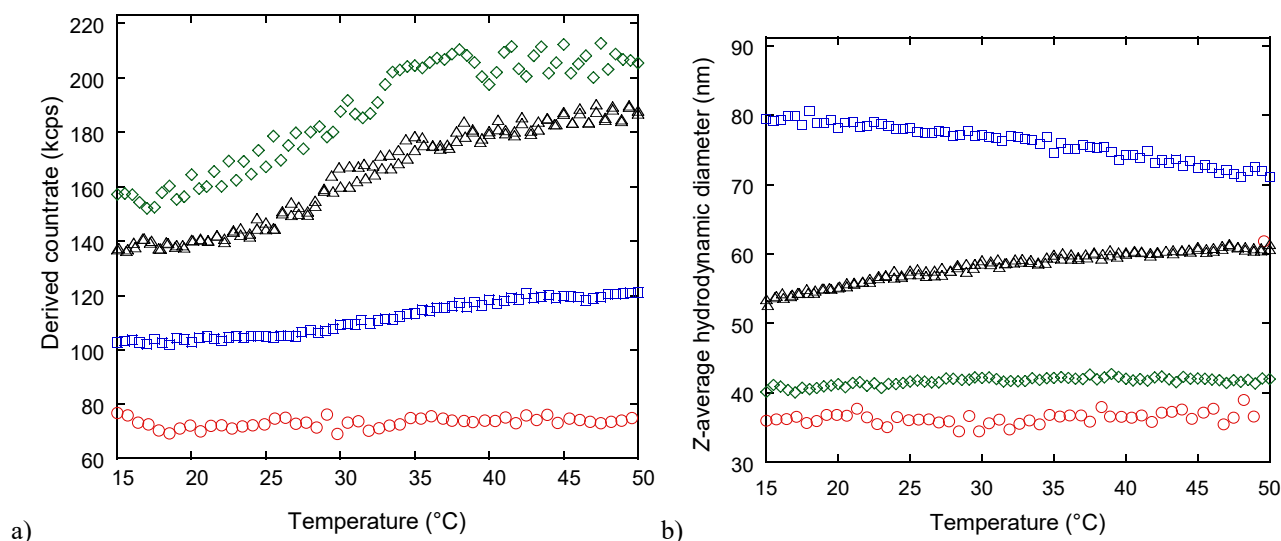 220
200
180
160
140
120
100
80
60
Derived countrate (kcps)
15 20 25 30 35 40 45 50
Temperature (°C)
a)
90
80
70
60
50
40
30
Z-average hydrodynamic diameter (nm)
15 20 25 30 35 40 45 50
Temperature (°C)
b)